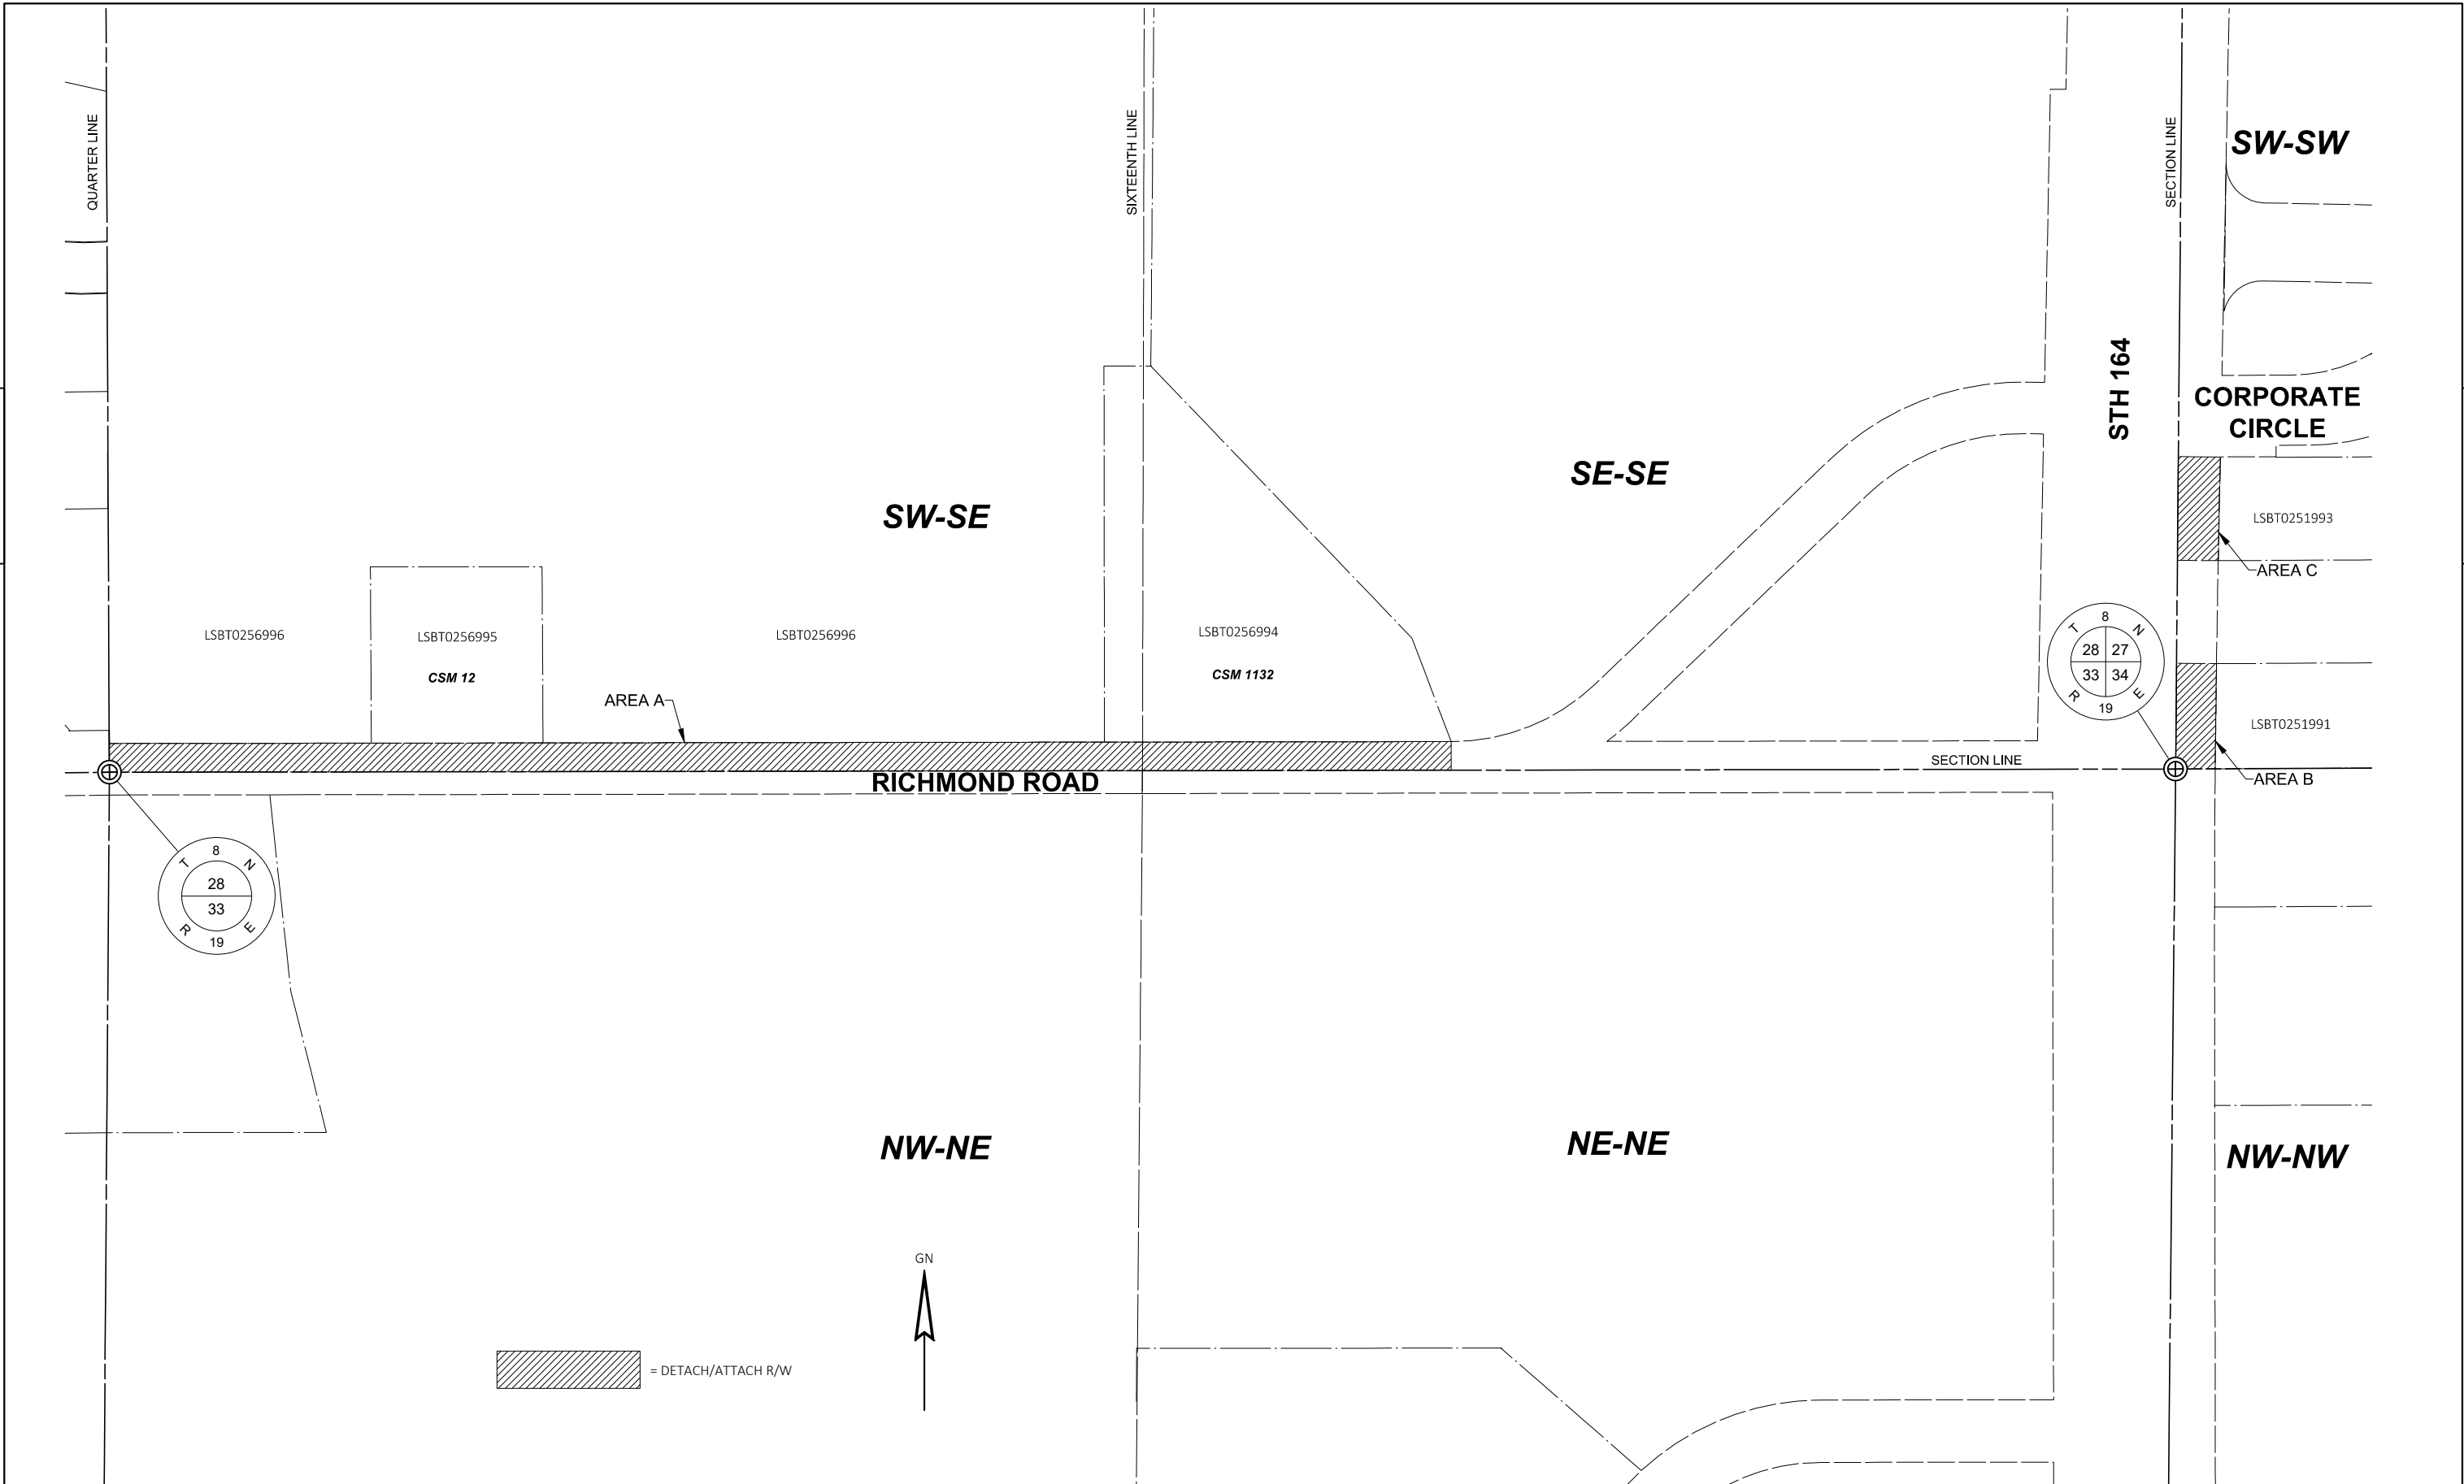 QUARTER LINE
SIXTEENTH LINE
SECTION LINE
SW-SW
STH 164
CORPORATE
CIRCLE
SE-SE
SW-SE
LSBT0251993
AREA C
8
T N
28 27
33 34
R E
19
LSBT0256996
LSBT0256995
CSM 12
LSBT0256996
LSBT0256994
CSM 1132
AREA A
LSBT0251991
SECTION LINE
RICHMOND ROAD
AREA B
8
T N
28
33
R E
19
NW-NE
NE-NE
NW-NW
GN
= DETACH/ATTACH R/W